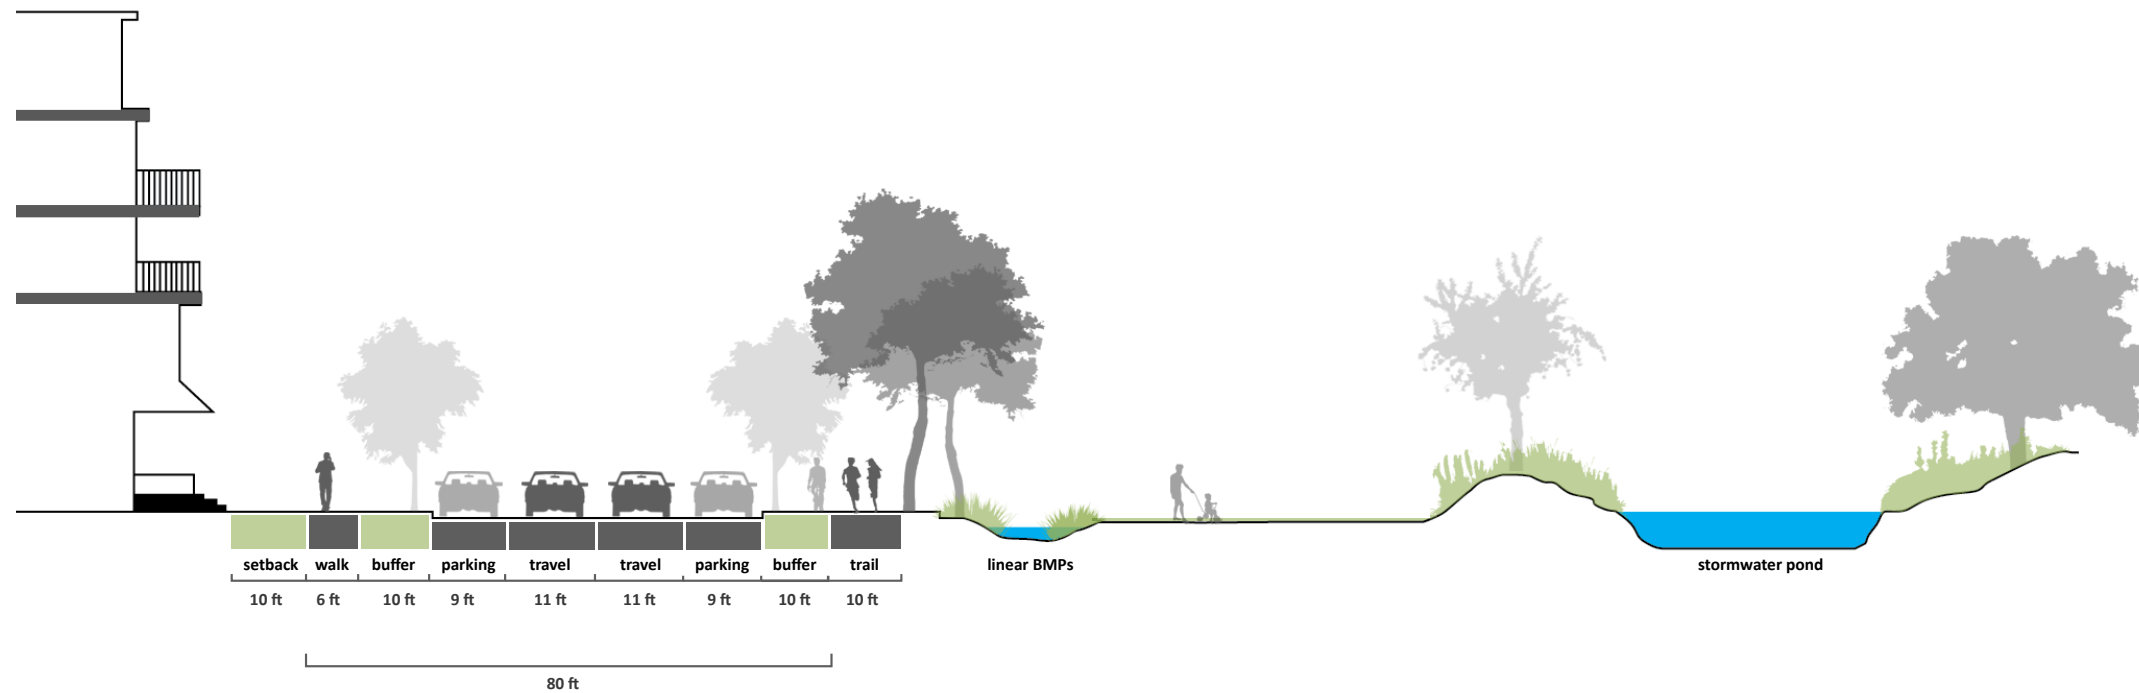 setback walk buffer parking travel travel parking buffer trail linear BMPs stormwater pond
10 ft 6 ft 10 ft 9 ft 11 ft 11 ft 9 ft 10 ft 10 ft
80 ft